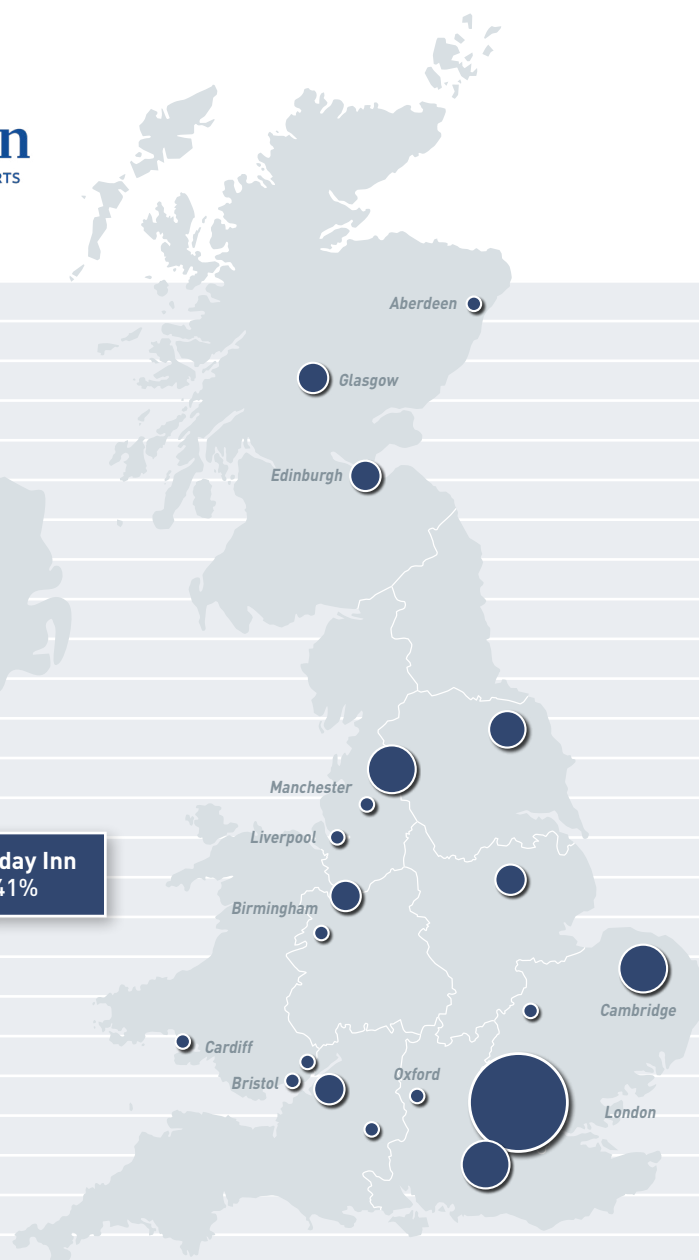 n
RTS
Aberdeen
Glasgow
Edinburgh
Manchester
Liverpool
day Inn
41%
Birmingham
Cambridge
Cardiff
Bristol
Oxford
London